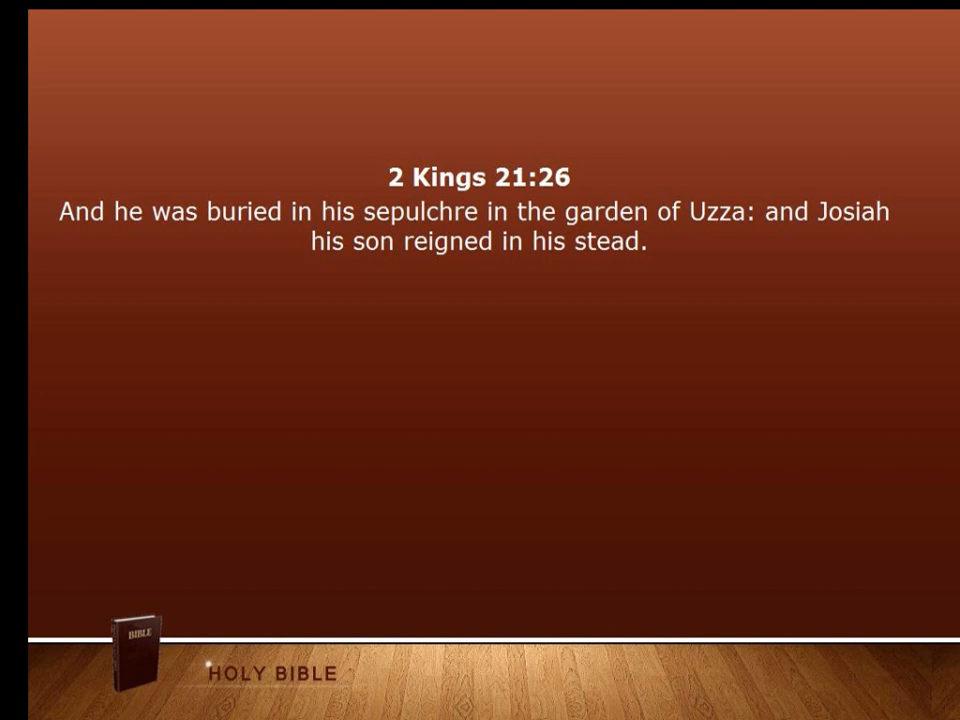 2 Kings 21:26
And he was buried in his sepulchre in the garden of Uzza: and Josiah
his son reigned in his stead.
BIBLE
HOLY BIBLE